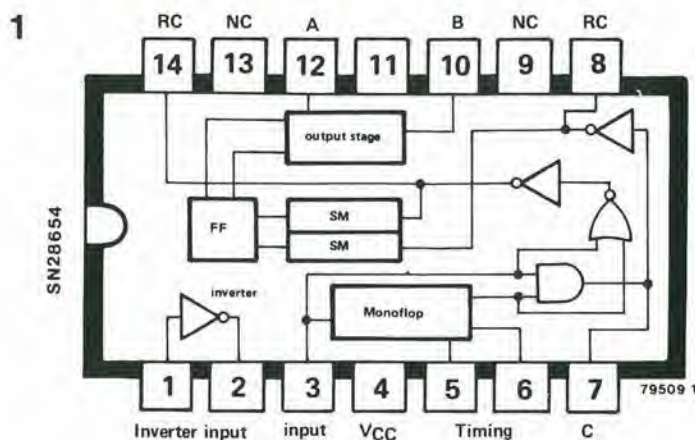 1
RC NC A B NC RC
14 13 12 11 10 9 8
output stage
SN28654
FF
SM
SM
inverter
Monoflop
1 2 3 4 5 6 7
79509 1
Inverter input input VCC Timing C